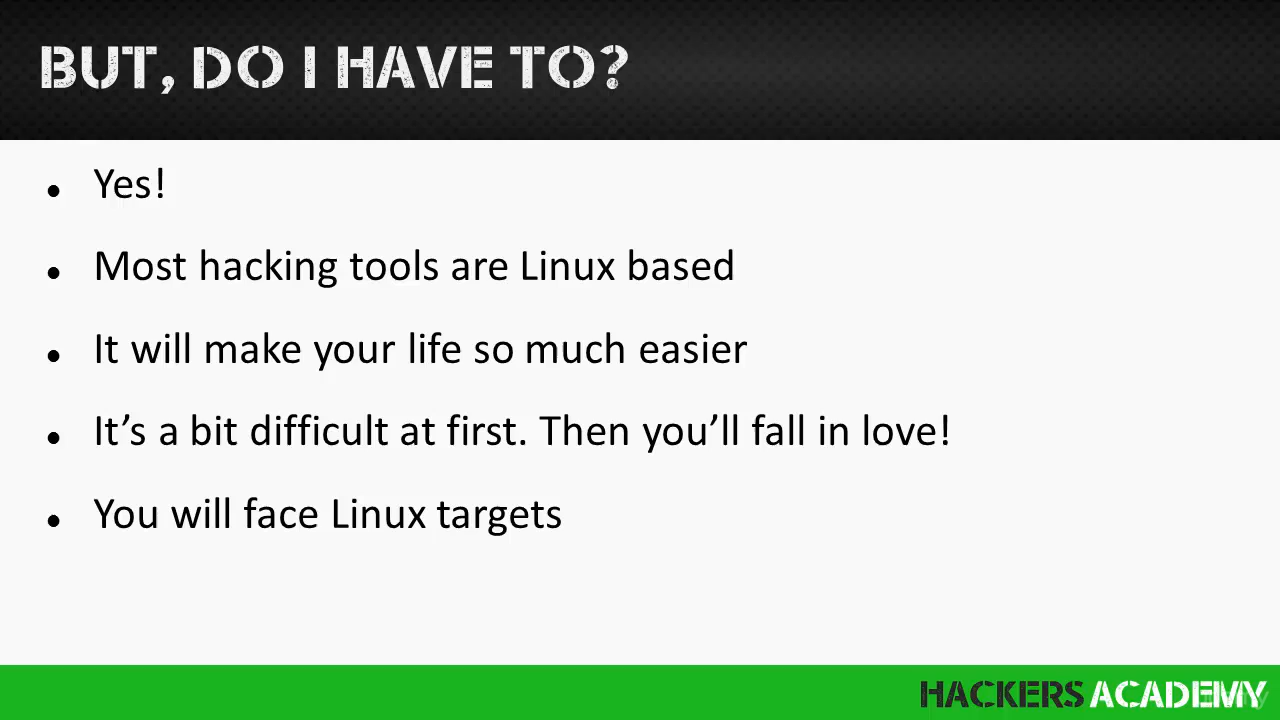 BUT, DO I HAVE TO?
● Yes!
● Most hacking tools are Linux based
● It will make your life so much easier
● It’s a bit difficult at first. Then you’ll fall in love!
● You will face Linux targets
HACKERS ACADEMY